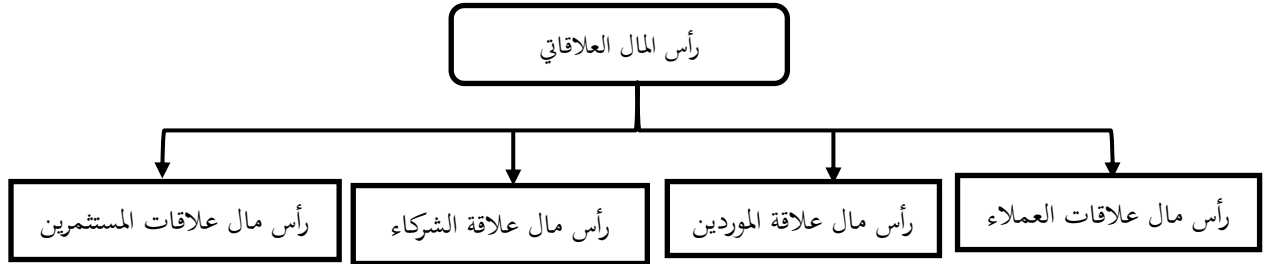 رأس المال العلاقاتي
رأس مال علاقات العملاء
رأس مال علاقة الموردين
رأس مال علاقة الشركاء
رأس مال علاقات المستثمرين